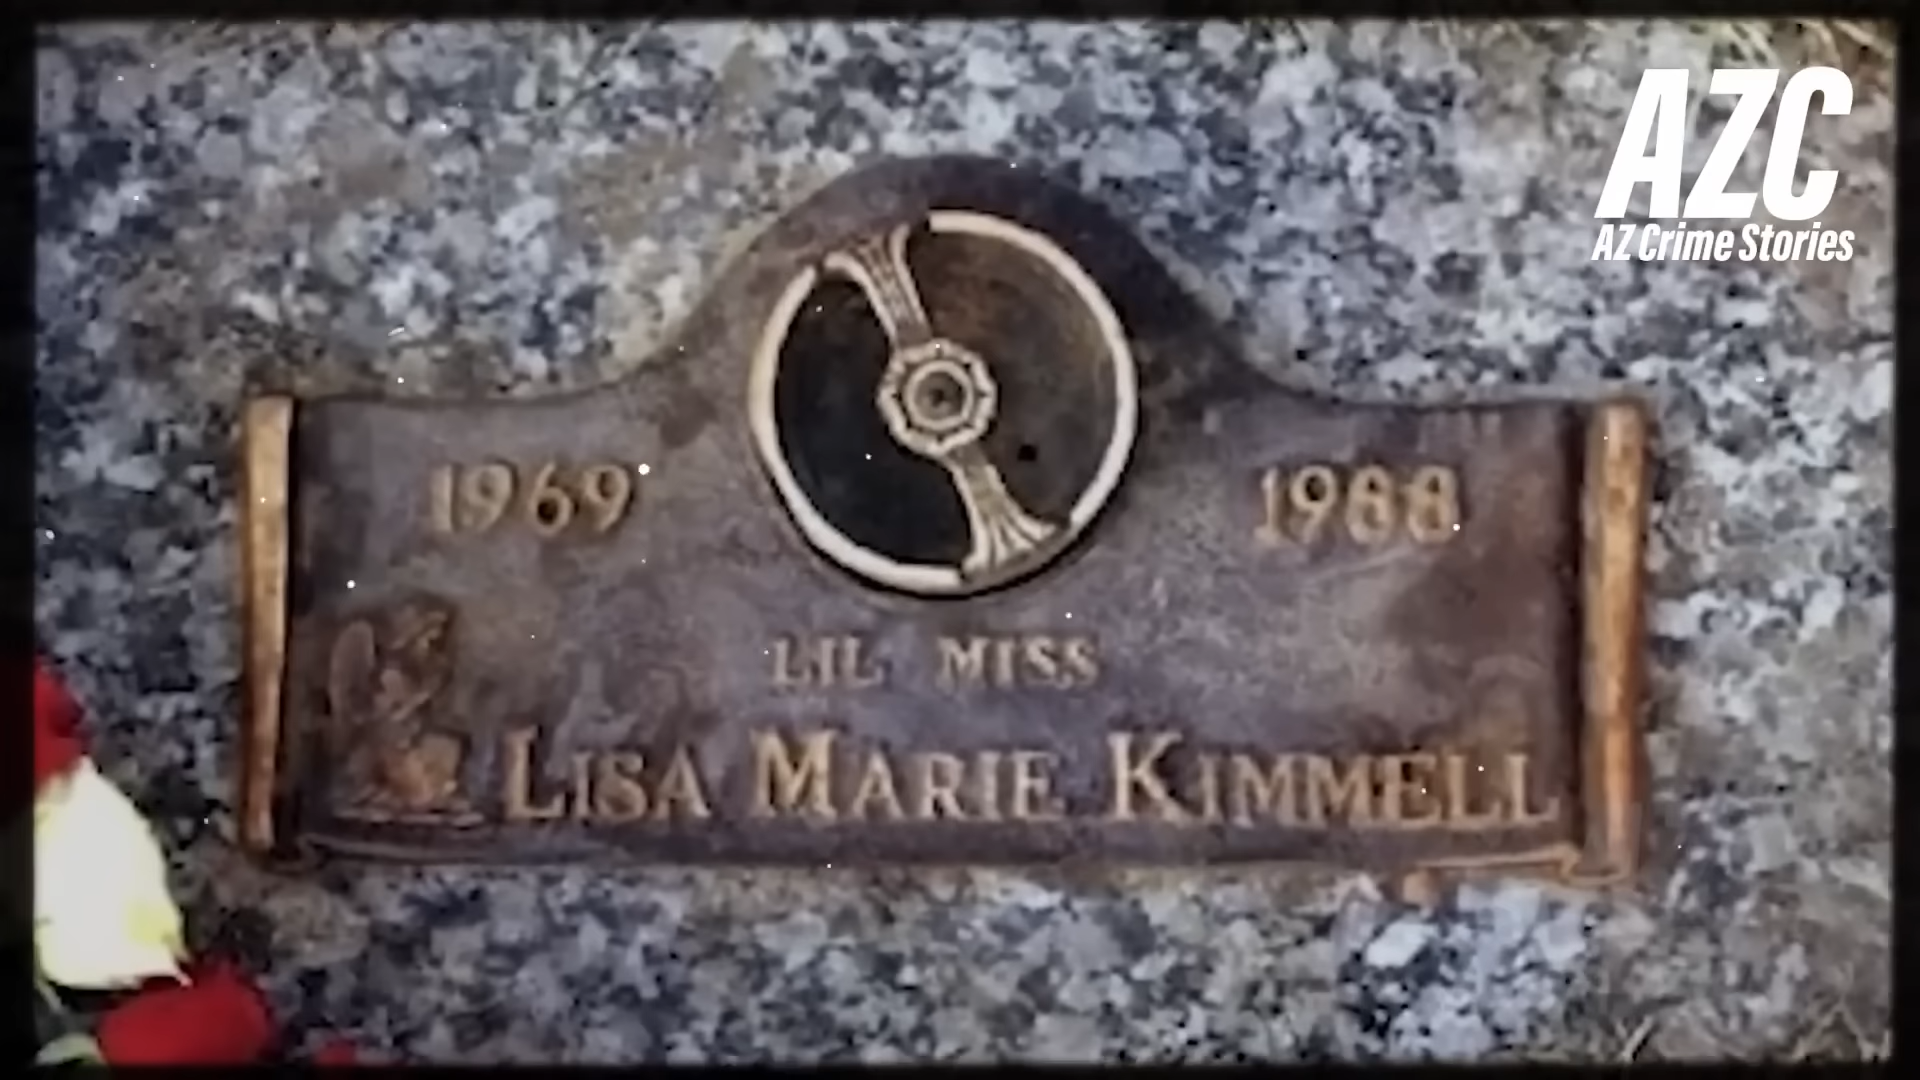 AZC
AZ Crime Stories
1969 1988
LIL MISS
LISA MARIE KIMMELL